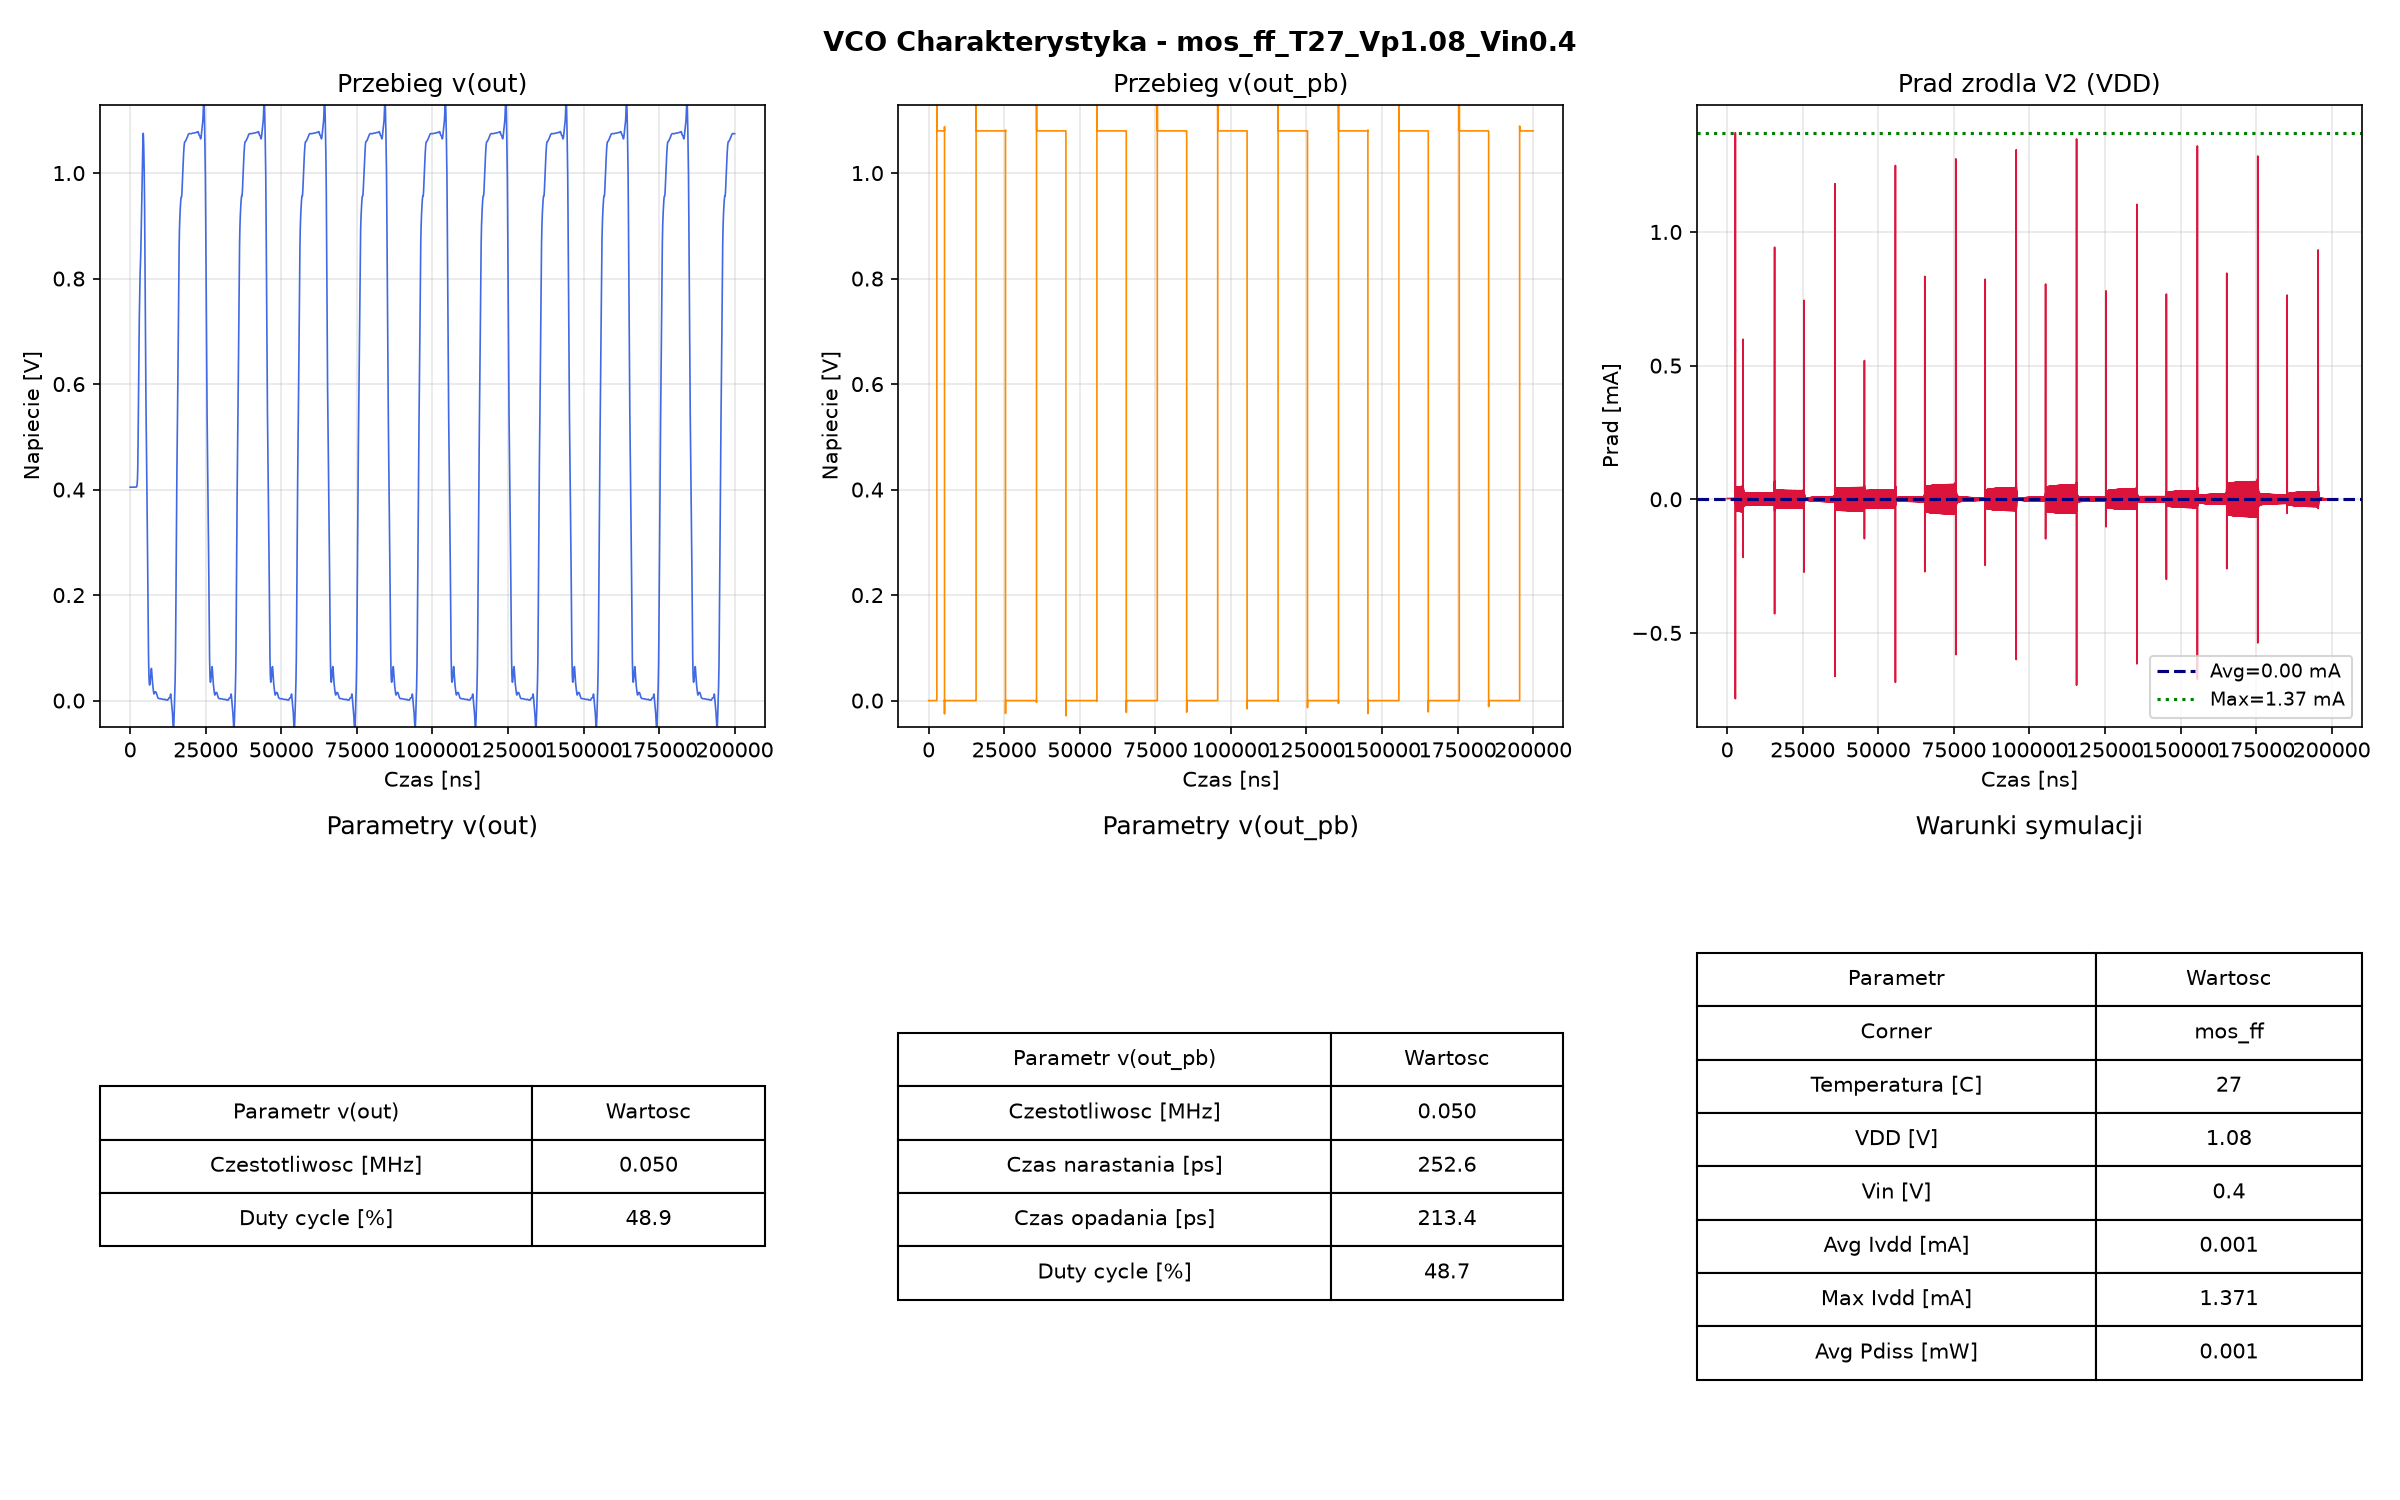 VCO Charakterystyka - mos_ff_T27_Vp1.08_Vin0.4
Przebieg v(out)
Napiecie [V]
1.0
0.8
0.6
0.4
0.2
0.0
0 25000 50000 75000 100000 125000 150000 175000 200000
Czas [ns]
Przebieg v(out_pb)
Napiecie [V]
1.0
0.8
0.6
0.4
0.2
0.0
0 25000 50000 75000 100000 125000 150000 175000 200000
Czas [ns]
Prad zrodla V2 (VDD)
Prad [mA]
1.0
0.5
0.0
−0.5
Avg=0.00 mA
Max=1.37 mA
0 25000 50000 75000 100000 125000 150000 175000 200000
Czas [ns]
Parametry v(out)
Parametr v(out) Wartosc
Czestotliwosc [MHz] 0.050
Duty cycle [%] 48.9
Parametry v(out_pb)
Parametr v(out_pb) Wartosc
Czestotliwosc [MHz] 0.050
Czas narastania [ps] 252.6
Czas opadania [ps] 213.4
Duty cycle [%] 48.7
Warunki symulacji
Parametr Wartosc
Corner mos_ff
Temperatura [C] 27
VDD [V] 1.08
Vin [V] 0.4
Avg Ivdd [mA] 0.001
Max Ivdd [mA] 1.371
Avg Pdiss [mW] 0.001